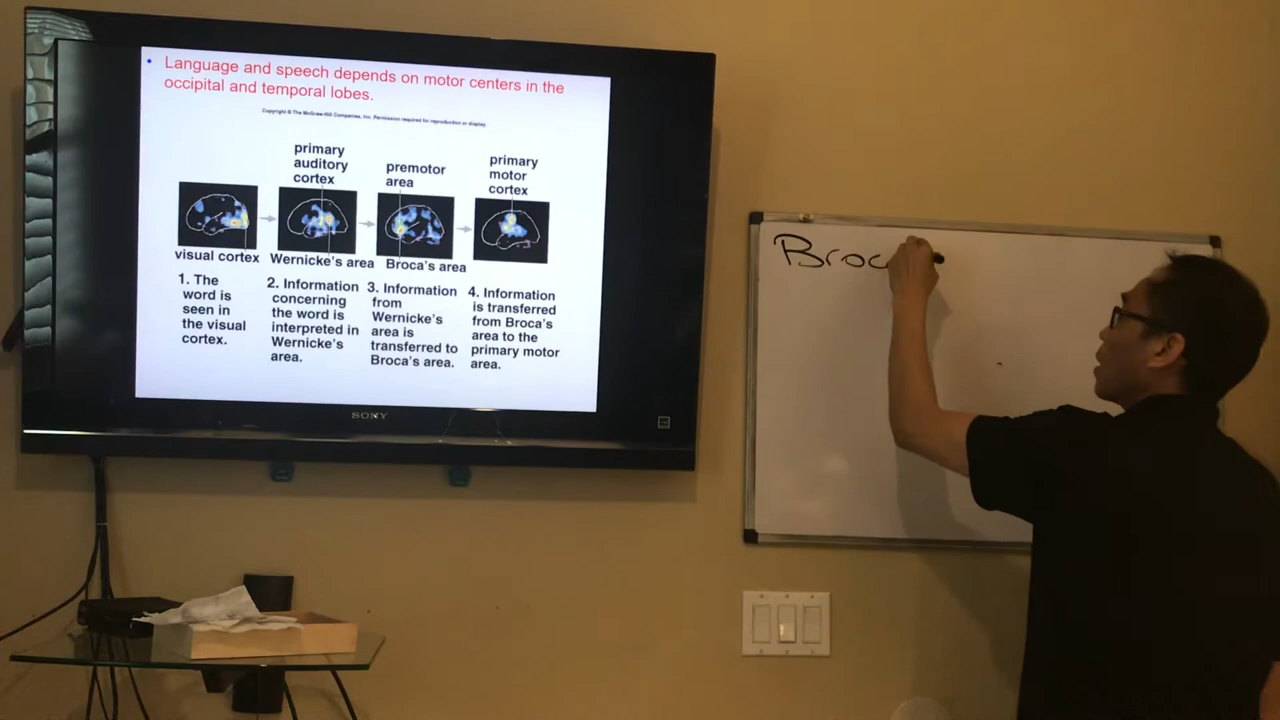 • Language and speech depends on motor centers in the
occipital and temporal lobes.
Copyright © The McGraw-Hill Companies, Inc. Permission required for reproduction or display.
primary
auditory
cortex
premotor
area
primary
motor
cortex
visual cortex
Wernicke's area
Broca's area
1. The
word is
seen in
the visual
cortex.
2. Information
concerning
the word is
interpreted in
Wernicke's
area.
3. Information
from
Wernicke's
area is
transferred to
Broca's area.
4. Information
is transferred
from Broca's
area to the
primary motor
area.
SONY
Broc